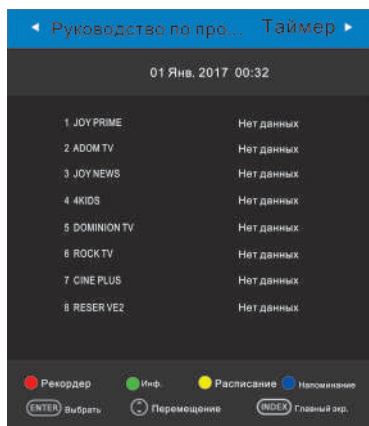 Руководство по про... Таймер
01 Янв. 2017 00:32
1 JOY PRIME Нет данных
2 ADOM TV Нет данных
3 JOY NEWS Нет данных
4 4KIDS Нет данных
5 DOMINION TV Нет данных
6 ROCK TV Нет данных
7 CINE PLUS Нет данных
8 RESER VE2 Нет данных
Рекордер Инф. Расписание Напоминание
ENTER Выбрать Перемещение INDEX Главный экр.